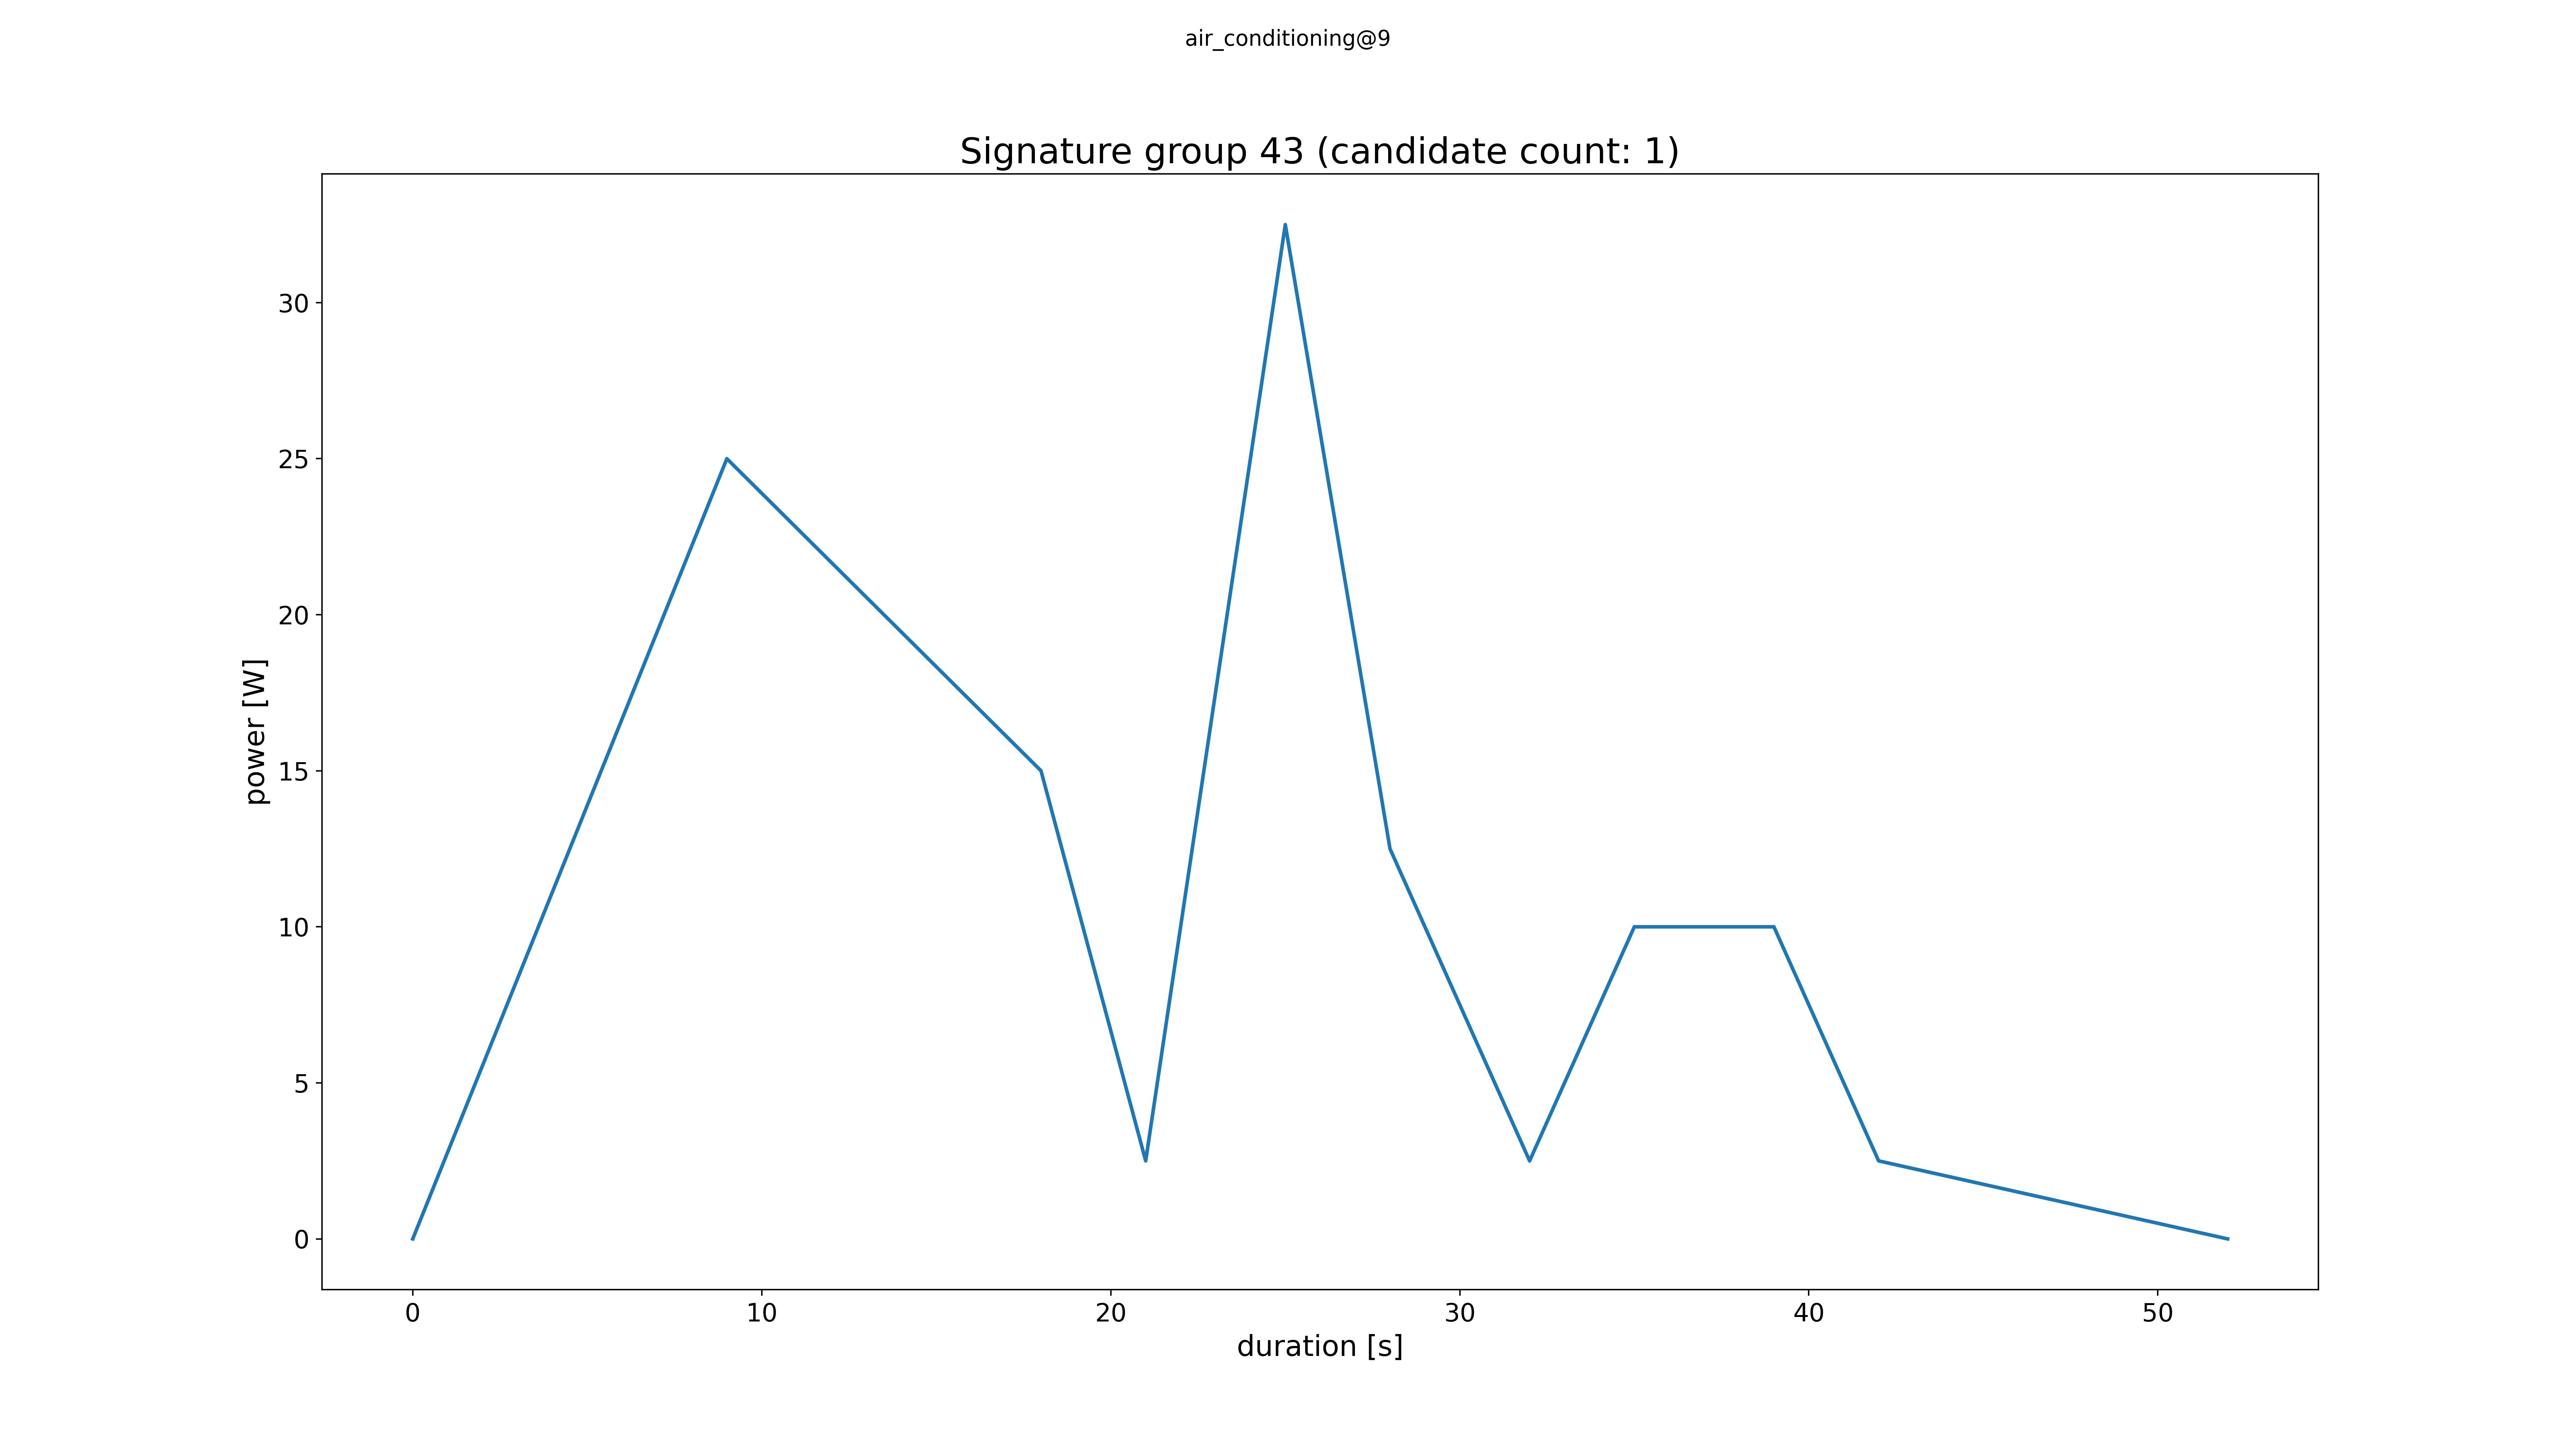 air_conditioning@9
Signature group 43 (candidate count: 1)
30
25
20
15
10
5
0
power [W]
0 10 20 30 40 50
duration [s]